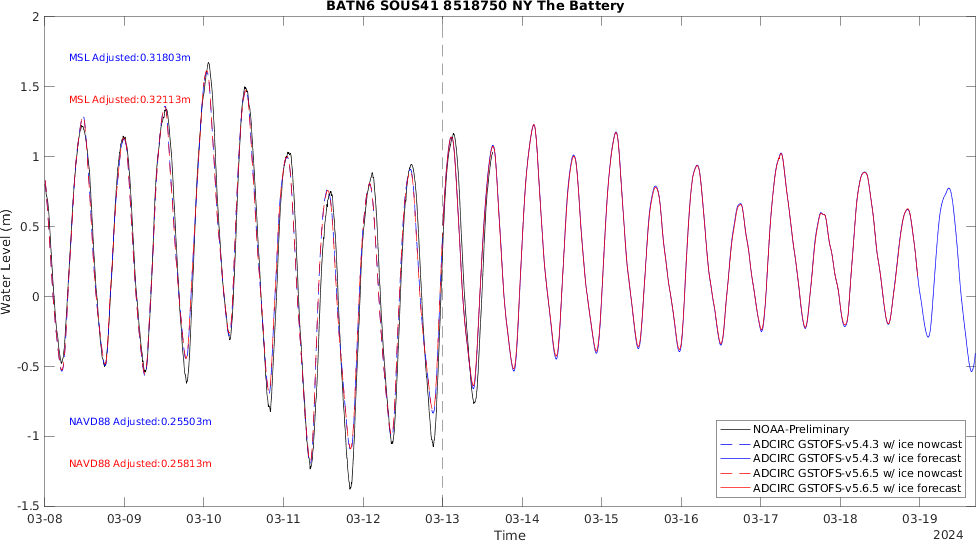 BATN6 SOUS41 8518750 NY The Battery
2
1.5
1
0.5
0
-0.5
-1
-1.5
Water Level (m)
MSL Adjusted:0.31803m
MSL Adjusted:0.32113m
NAVD88 Adjusted:0.25503m
NAVD88 Adjusted:0.25813m
NOAA-Preliminary
ADCIRC GSTOFS-v5.4.3 w/ ice nowcast
ADCIRC GSTOFS-v5.4.3 w/ ice forecast
ADCIRC GSTOFS-v5.6.5 w/ ice nowcast
ADCIRC GSTOFS-v5.6.5 w/ ice forecast
03-08 03-09 03-10 03-11 03-12 03-13 03-14 03-15 03-16 03-17 03-18 03-19
Time
2024